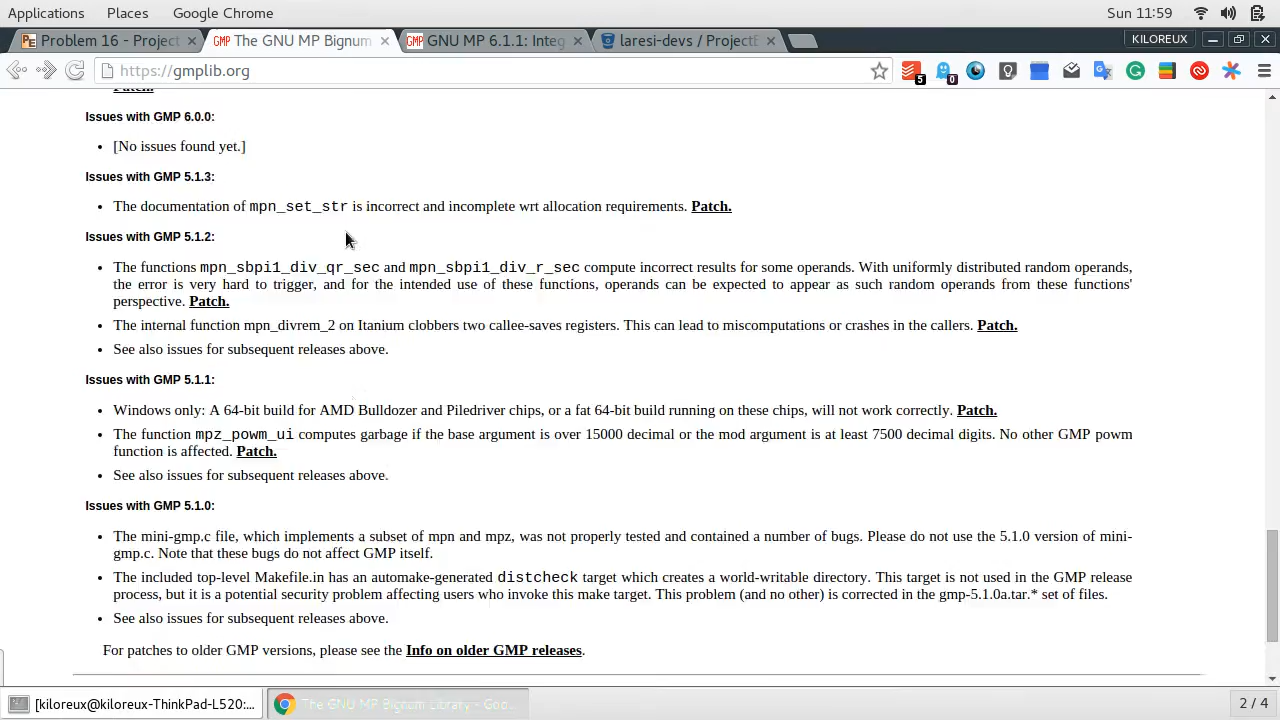 Applications Places Google Chrome Sun 11:59
Problem 16 - Project The GNU MP Bignum GNU MP 6.1.1: Integ laresi-devs / ProjectE KILOREUX
https://gmplib.org 5 0
Patch.
Issues with GMP 6.0.0:
• [No issues found yet.]
Issues with GMP 5.1.3:
• The documentation of mpn_set_str is incorrect and incomplete wrt allocation requirements. Patch.
Issues with GMP 5.1.2:
• The functions mpn_sbpi1_div_qr_sec and mpn_sbpi1_div_r_sec compute incorrect results for some operands. With uniformly distributed random operands,
the error is very hard to trigger, and for the intended use of these functions, operands can be expected to appear as such random operands from these functions'
perspective. Patch.
• The internal function mpn_divrem_2 on Itanium clobbers two callee-saves registers. This can lead to miscomputations or crashes in the callers. Patch.
• See also issues for subsequent releases above.
Issues with GMP 5.1.1:
• Windows only: A 64-bit build for AMD Bulldozer and Piledriver chips, or a fat 64-bit build running on these chips, will not work correctly. Patch.
• The function mpz_powm_ui computes garbage if the base argument is over 15000 decimal or the mod argument is at least 7500 decimal digits. No other GMP powm
function is affected. Patch.
• See also issues for subsequent releases above.
Issues with GMP 5.1.0:
• The mini-gmp.c file, which implements a subset of mpn and mpz, was not properly tested and contained a number of bugs. Please do not use the 5.1.0 version of mini-
gmp.c. Note that these bugs do not affect GMP itself.
• The included top-level Makefile.in has an automake-generated distcheck target which creates a world-writable directory. This target is not used in the GMP release
process, but it is a potential security problem affecting users who invoke this make target. This problem (and no other) is corrected in the gmp-5.1.0a.tar.* set of files.
• See also issues for subsequent releases above.
For patches to older GMP versions, please see the Info on older GMP releases.
[kiloreux@kiloreux-ThinkPad-L520:... The GNU MP Bignum Library - Goo... 2 / 4